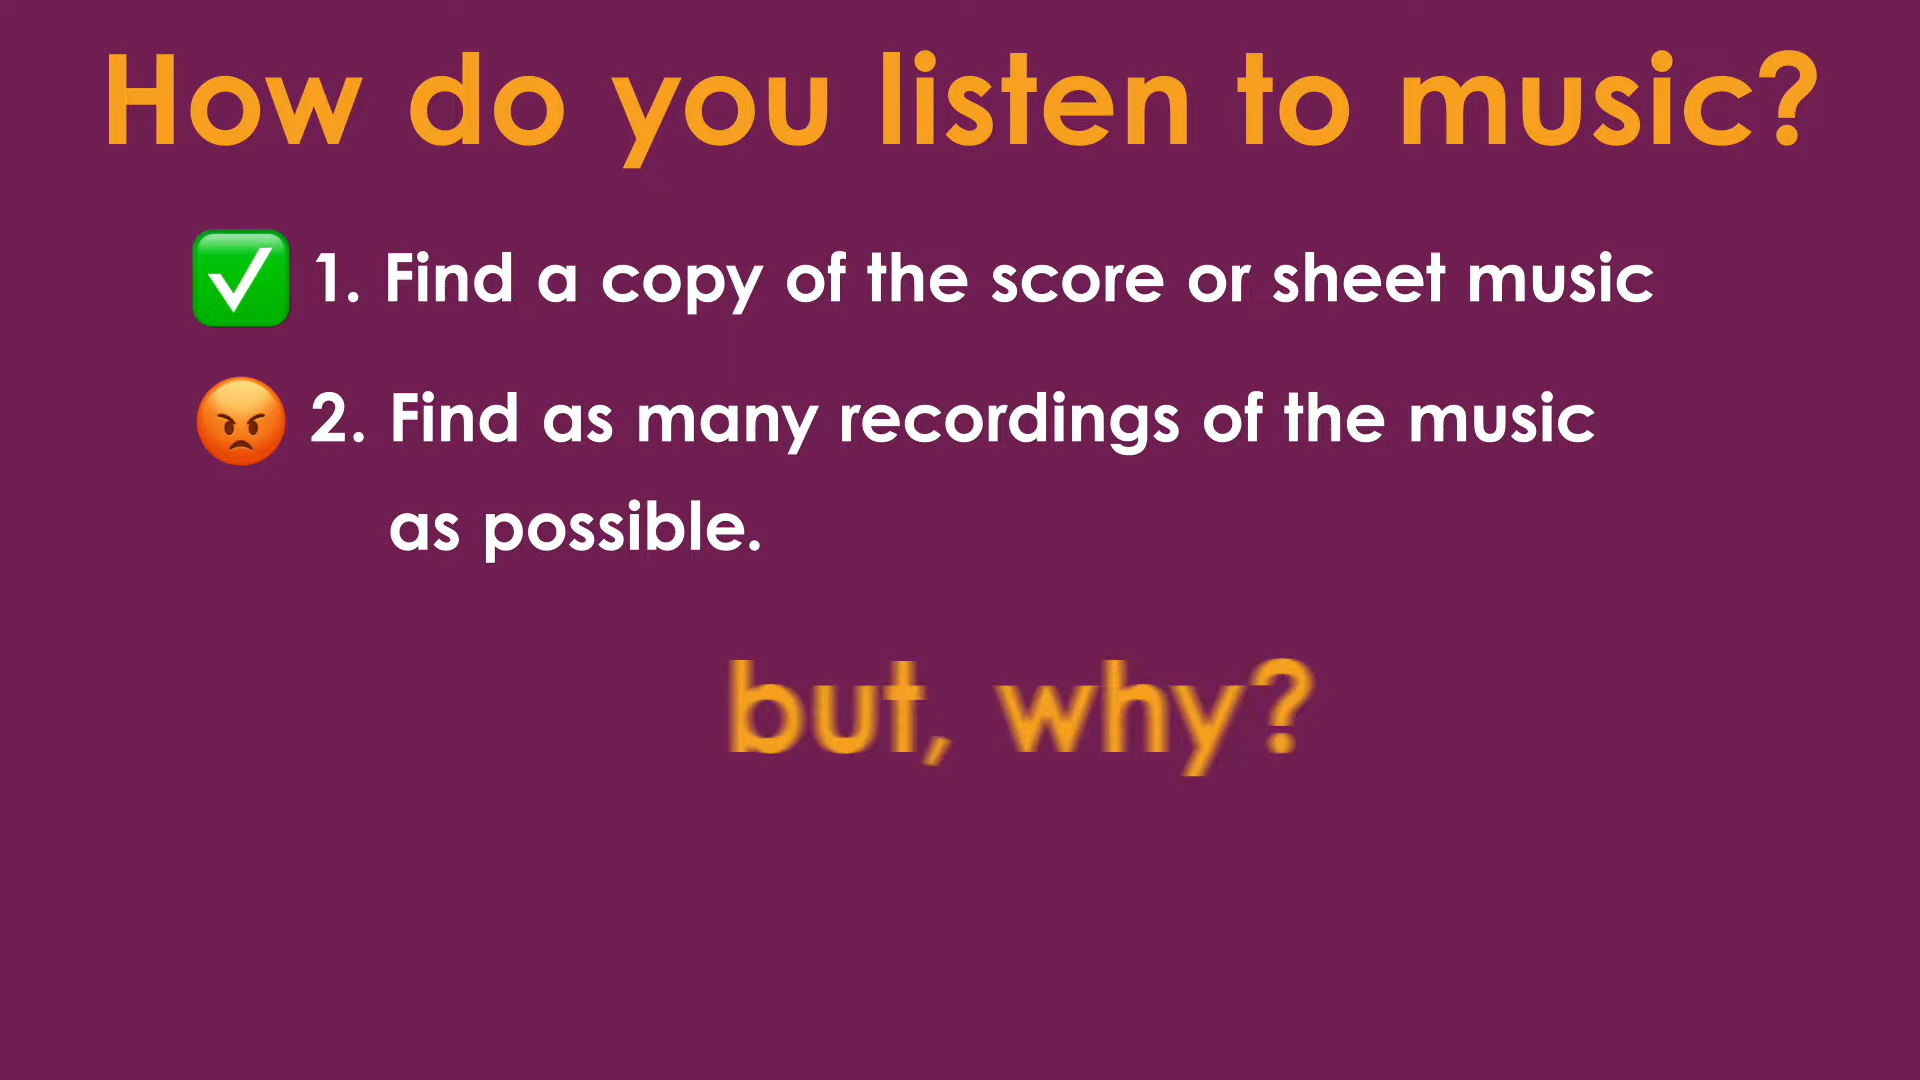 How do you listen to music?
✅ 1. Find a copy of the score or sheet music
😡 2. Find as many recordings of the music
as possible.
but, why?